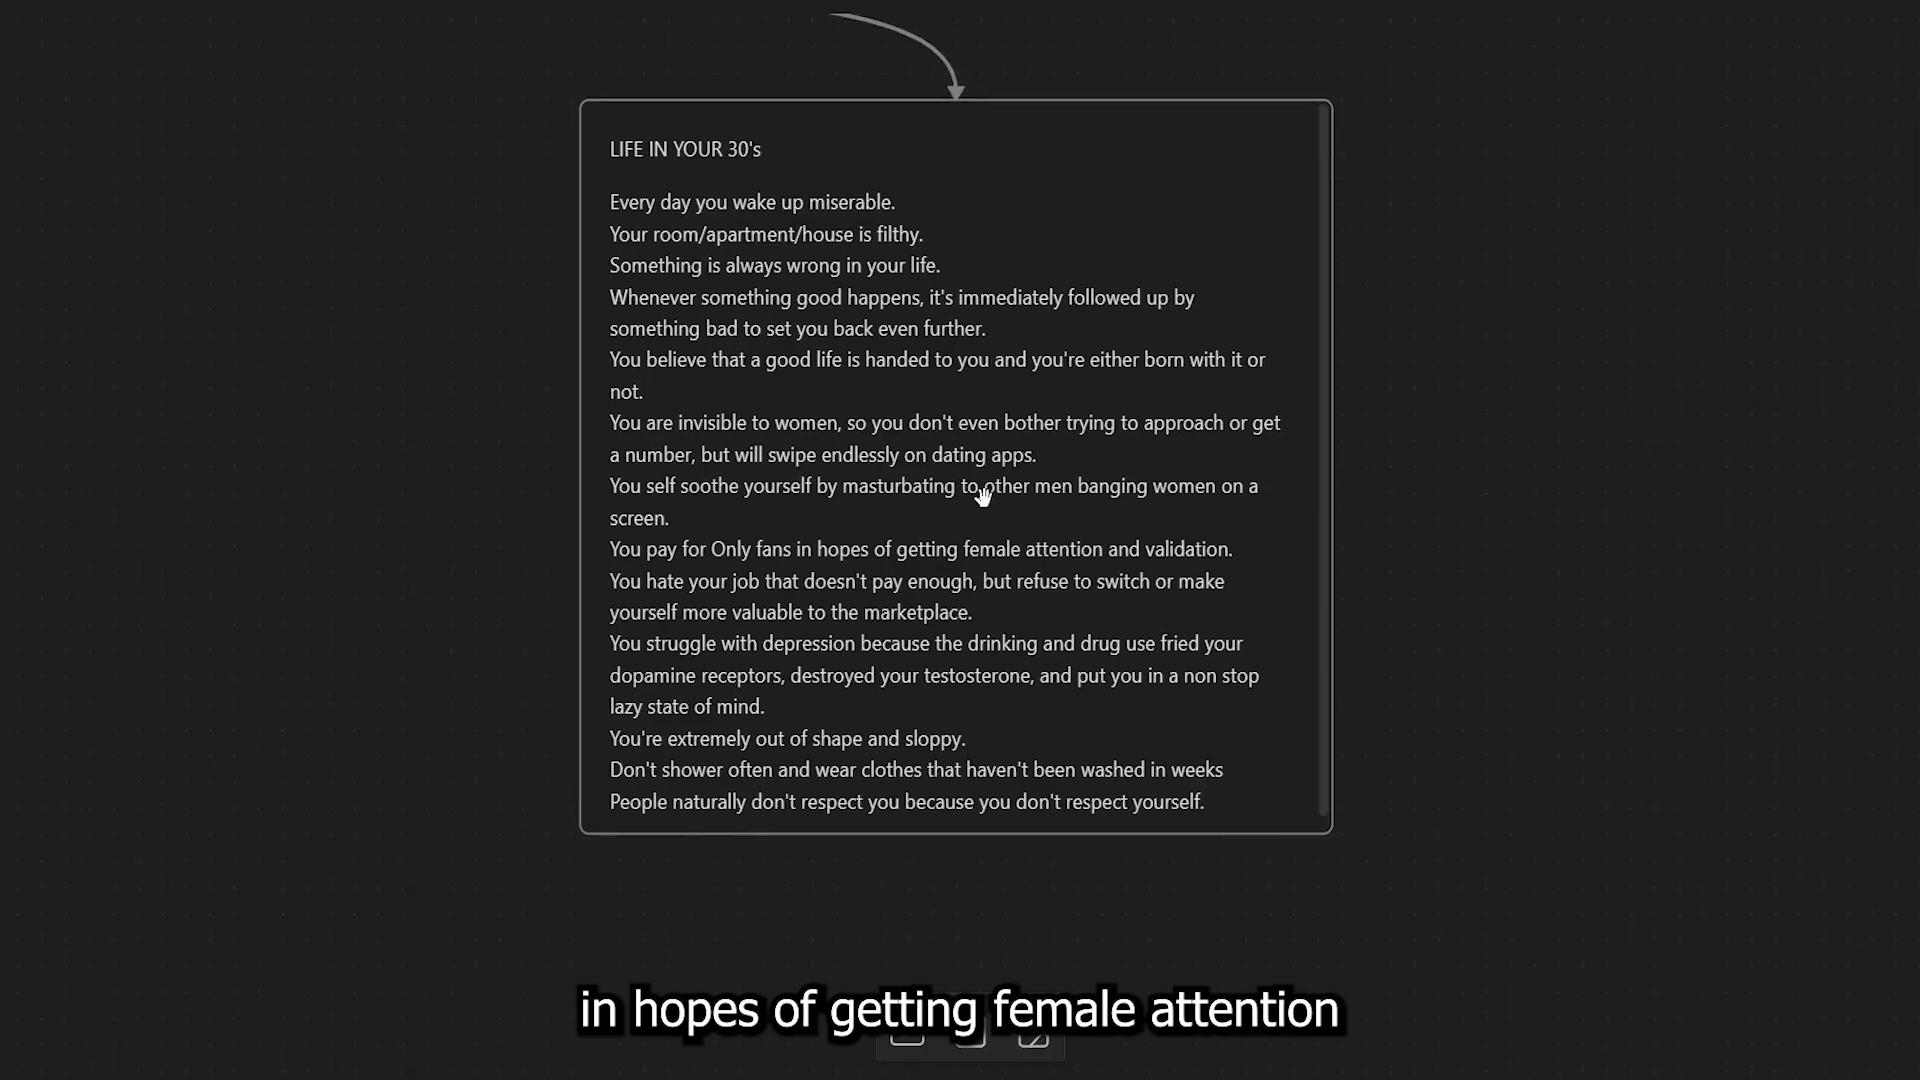 LIFE IN YOUR 30's
Every day you wake up miserable.
Your room/apartment/house is filthy.
Something is always wrong in your life.
Whenever something good happens, it's immediately followed up by
something bad to set you back even further.
You believe that a good life is handed to you and you're either born with it or
not.
You are invisible to women, so you don't even bother trying to approach or get
a number, but will swipe endlessly on dating apps.
You self soothe yourself by masturbating to other men banging women on a
screen.
You pay for Only fans in hopes of getting female attention and validation.
You hate your job that doesn't pay enough, but refuse to switch or make
yourself more valuable to the marketplace.
You struggle with depression because the drinking and drug use fried your
dopamine receptors, destroyed your testosterone, and put you in a non stop
lazy state of mind.
You're extremely out of shape and sloppy.
Don't shower often and wear clothes that haven't been washed in weeks
People naturally don't respect you because you don't respect yourself.
in hopes of getting female attention